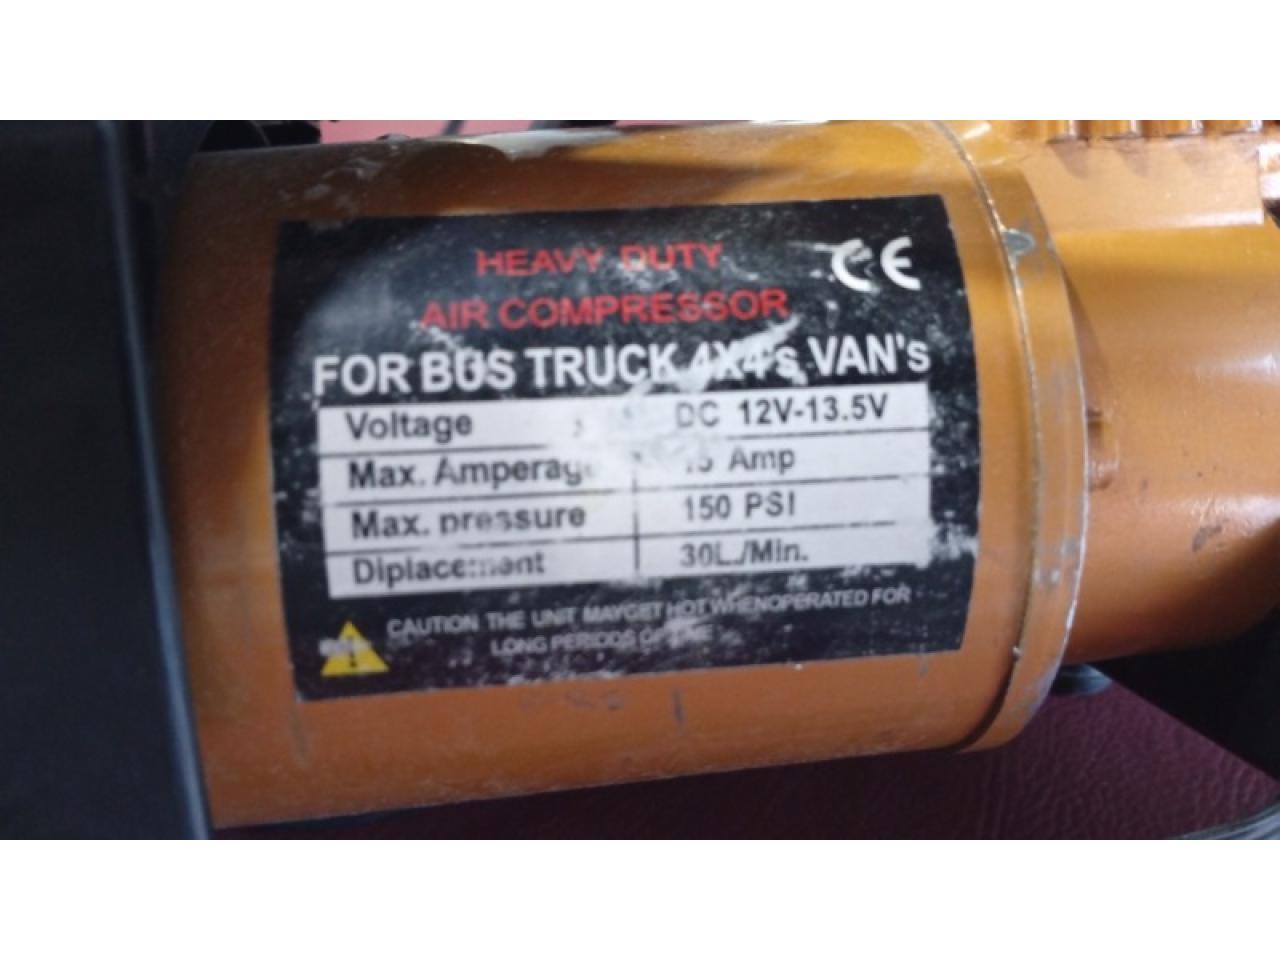 HEAVY DUTY
CE
AIR COMPRESSOR
FOR BUS TRUCK 4X4's VAN's
Voltage DC 12V-13.5V
Max. Amperage Amp
Max. pressure 150 PSI
Diplacement 30L./Min.
CAUTION THE UNIT MAYGET HOT WHENOPERATED FOR
LONG PERIODS OF TIME